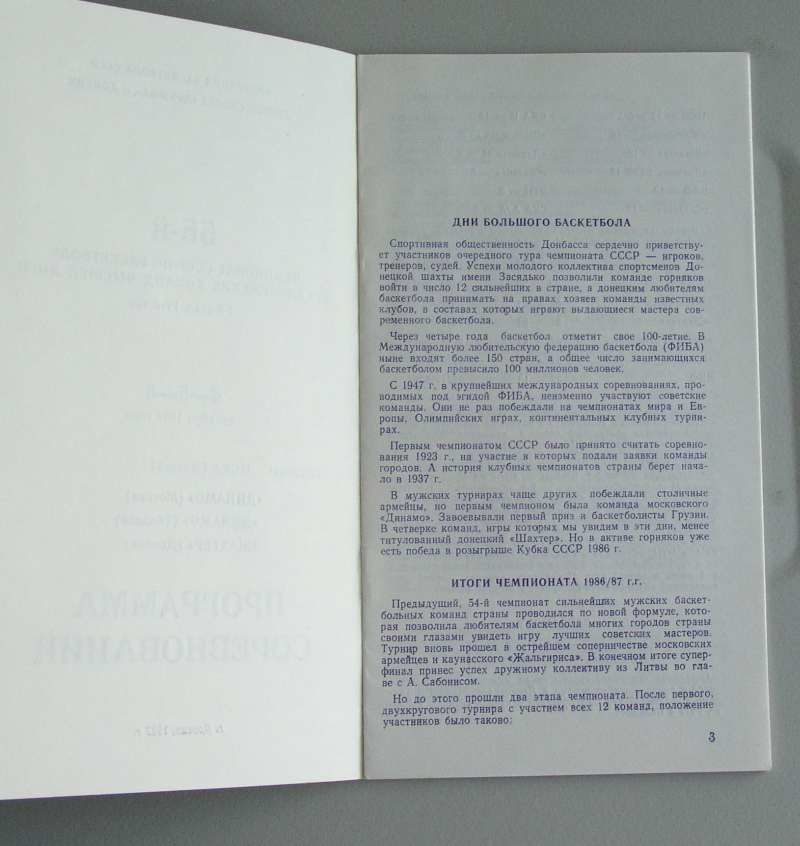 ДНИ БОЛЬШОГО БАСКЕТБОЛА
Спортивная общественность Донбасса сердечно приветству-
ет участников очередного тура чемпионата СССР — игроков,
тренеров, судей. Успехи молодого коллектива спортсменов До-
нецкой шахты имени Засядько позволили команде горняков
войти в число 12 сильнейших в стране, а донецким любителям
баскетбола принимать на правах хозяев команды известных
клубов, в составах которых играют выдающиеся мастера сов-
ременного баскетбола.
Через четыре года баскетбол отметит свое 100-летие. В
Международную любительскую федерацию баскетбола (ФИБА)
ныне входят более 150 стран, а общее число занимающихся
баскетболом превысило 100 миллионов человек.
С 1947 г. в крупнейших международных соревнованиях, про-
водимых под эгидой ФИБА, неизменно участвуют советские
команды. Они не раз побеждали на чемпионатах мира и Ев-
ропы, Олимпийских играх, континентальных клубных турни-
рах.
Первым чемпионатом СССР было принято считать соревно-
вания 1923 г., на участие в которых подали заявки команды
городов. А история клубных чемпионатов страны берет нача-
ло в 1937 г.
В мужских турнирах чаще других побеждали столичные
армейцы, но первым чемпионом была команда московского
«Динамо». Завоевывали первый приз и баскетболисты Грузии.
В четверке команд, игры которых мы увидим в эти дни, менее
титулованный донецкий «Шахтер». Но в активе горняков уже
есть победа в розыгрыше Кубка СССР 1986 г.
ИТОГИ ЧЕМПИОНАТА 1986/87 г.г.
Предыдущий, 54-й чемпионат сильнейших мужских баскет-
больных команд страны проводился по новой формуле, кото-
рая позволила любителям баскетбола многих городов страны
своими глазами увидеть игру лучших советских мастеров.
Турнир вновь прошел в острейшем соперничестве московских
армейцев и каунасского «Жальгириса». В конечном итоге супер-
финал принес успех дружному коллективу из Литвы во гла-
ве с А. Сабонисом.
Но до этого прошли два этапа чемпионата. После первого,
двухкругового турнира с участием всех 12 команд, положение
участников было таково:
3